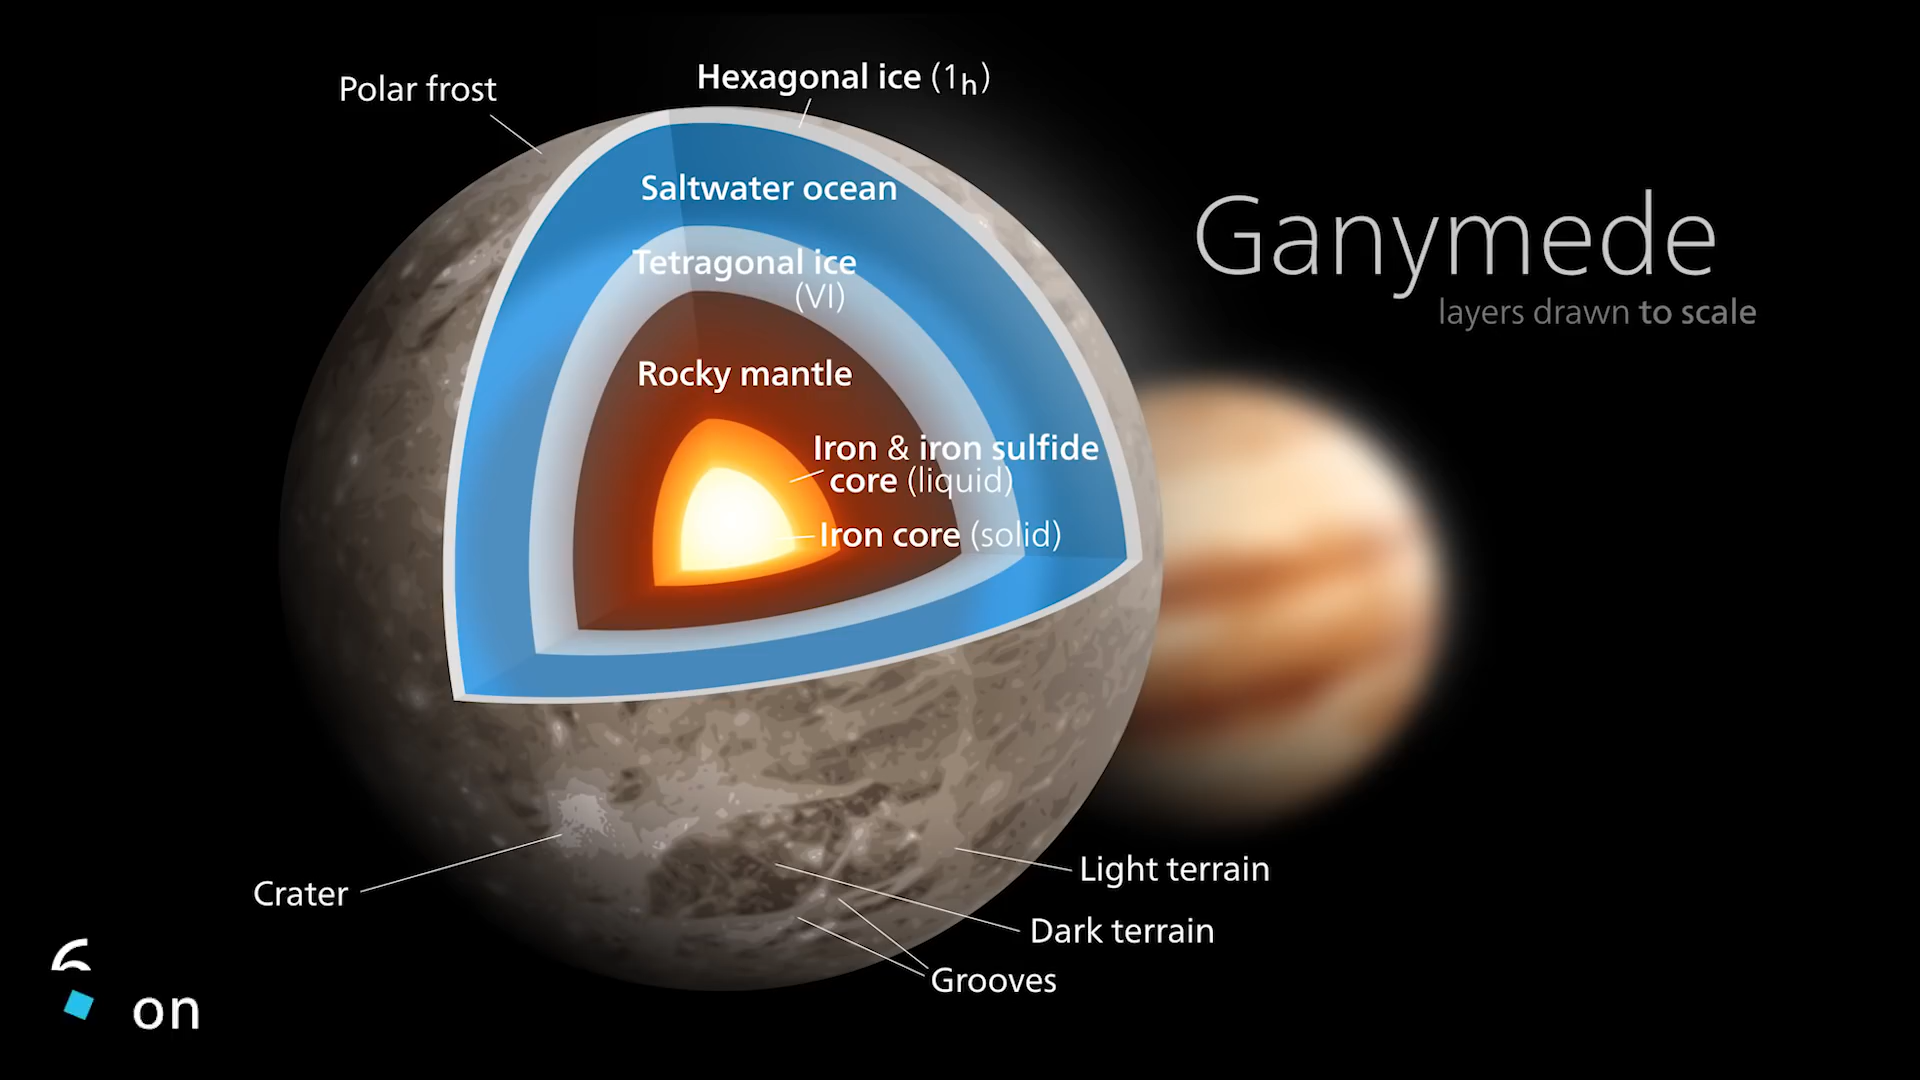 Polar frost
Hexagonal ice (1h)
Saltwater ocean
Tetragonal ice
(VI)
Rocky mantle
Iron & iron sulfide
core (liquid)
Iron core (solid)
Ganymede
layers drawn to scale
Crater
Light terrain
Dark terrain
Grooves
on